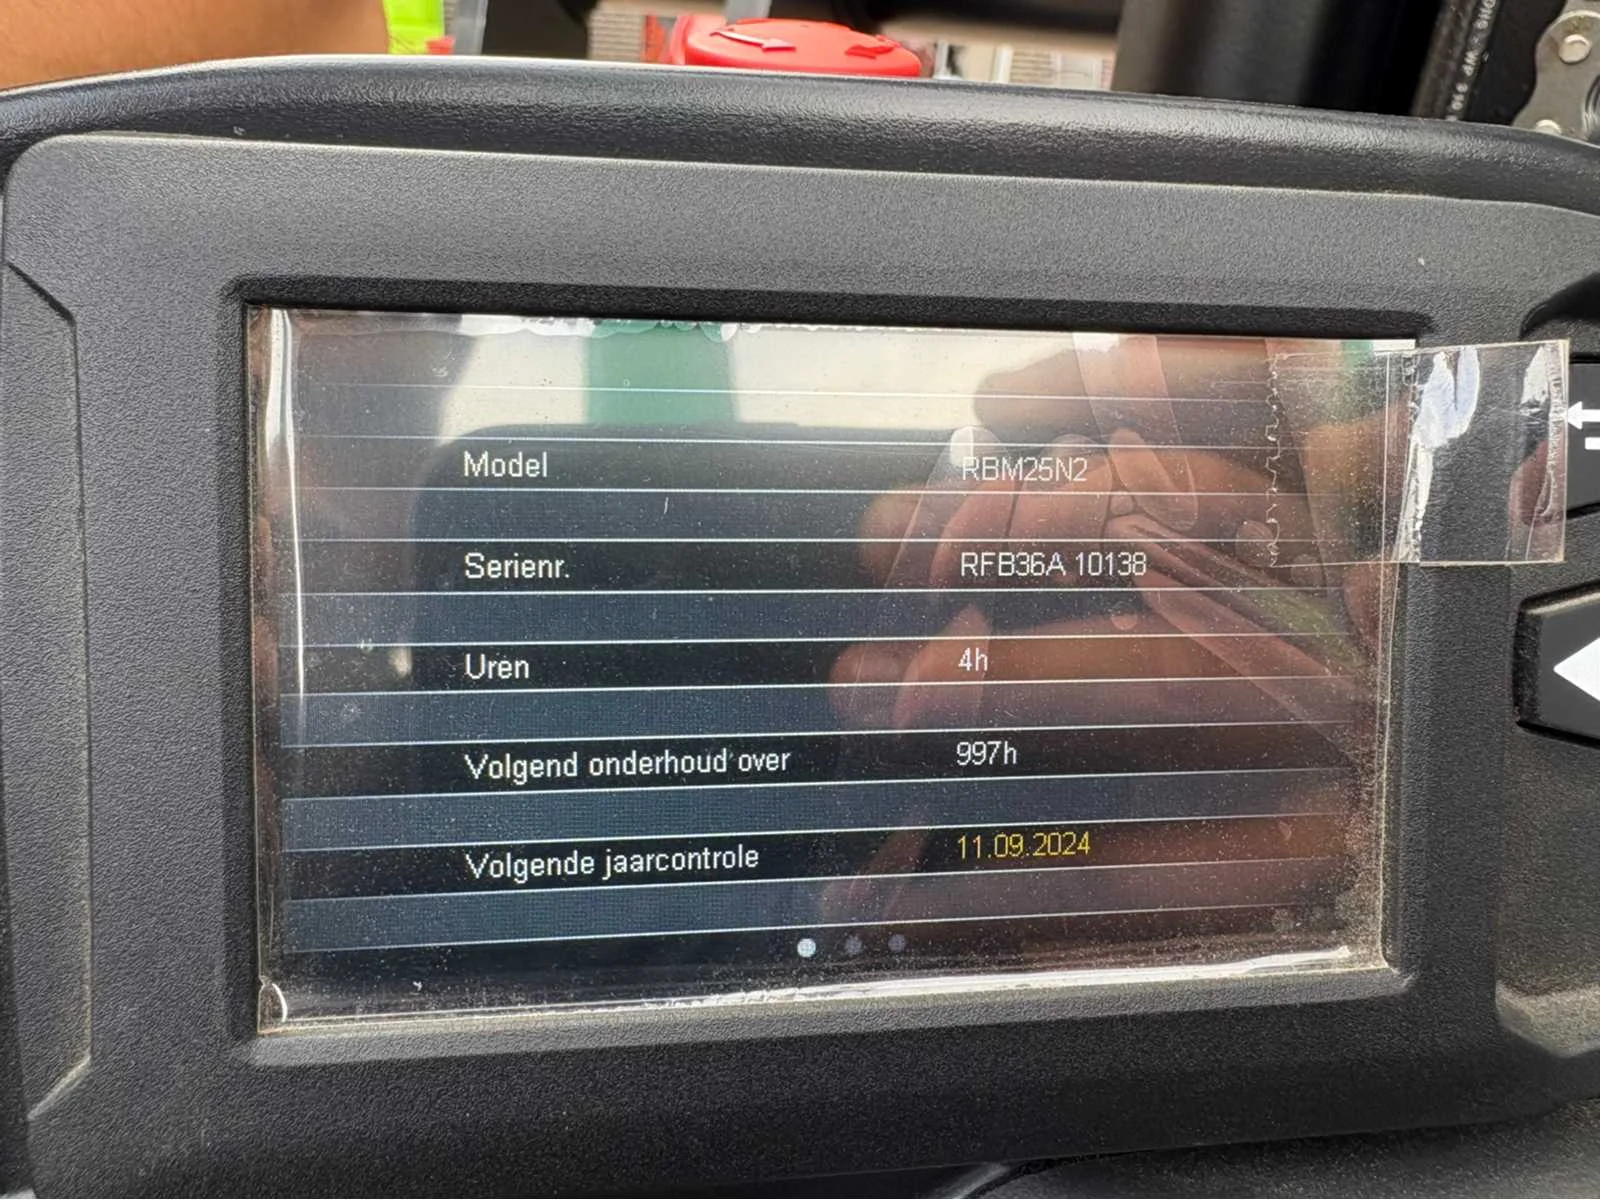 Model RBM25N2
Serienr. RFB36A 10138
Uren 4h
Volgend onderhoud over 997h
Volgende jaarcontrole 11.09.2024